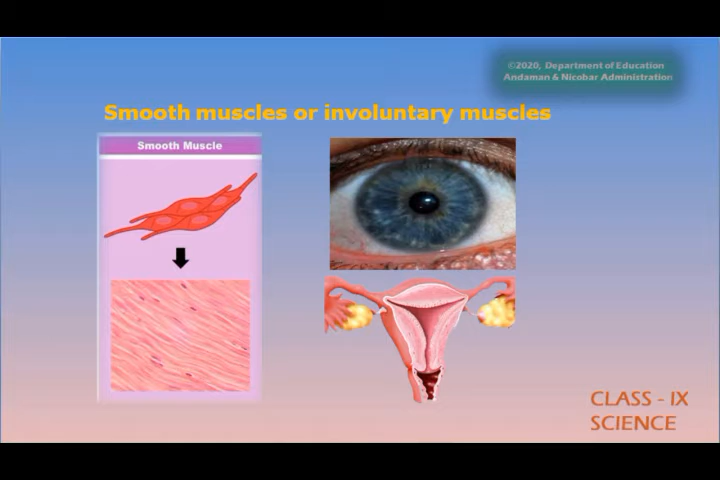 ©2020, Department of Education
Andaman & Nicobar Administration
Smooth muscles or involuntary muscles
Smooth Muscle
CLASS - IX
SCIENCE